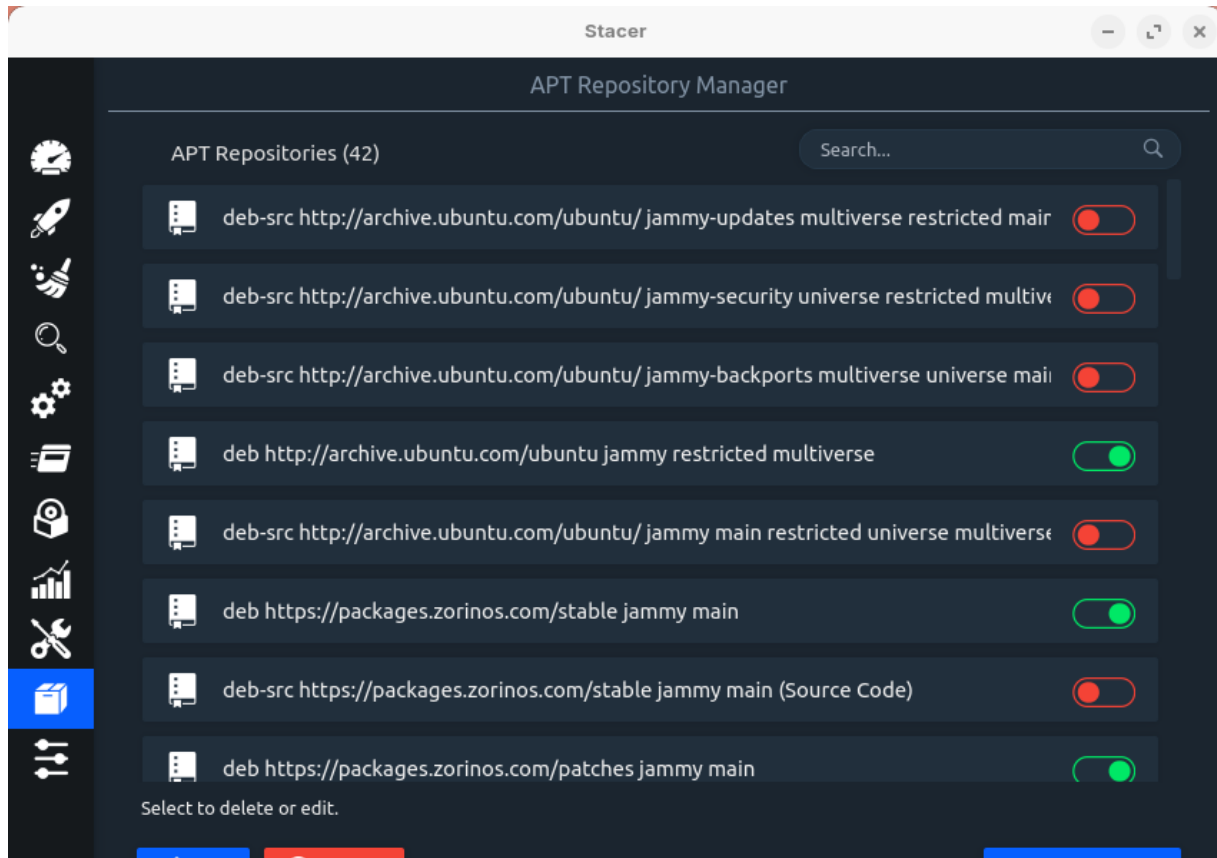 Stacer
APT Repository Manager
APT Repositories (42)
Search...
deb-src http://archive.ubuntu.com/ubuntu/ jammy-updates multiverse restricted main
deb-src http://archive.ubuntu.com/ubuntu/ jammy-security universe restricted multive
deb-src http://archive.ubuntu.com/ubuntu/ jammy-backports multiverse universe mai
deb http://archive.ubuntu.com/ubuntu jammy restricted multiverse
deb-src http://archive.ubuntu.com/ubuntu/ jammy main restricted universe multiverse
deb https://packages.zorinos.com/stable jammy main
deb-src https://packages.zorinos.com/stable jammy main (Source Code)
deb https://packages.zorinos.com/patches jammy main
Select to delete or edit.